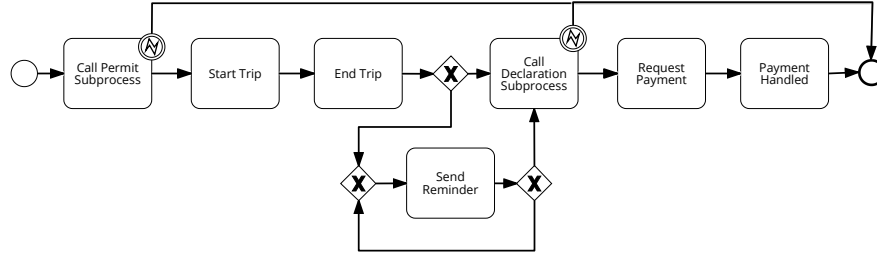 Call Permit
Subprocess
Start Trip
End Trip
Call
Declaration
Subprocess
Request
Payment
Payment
Handled
Send
Reminder